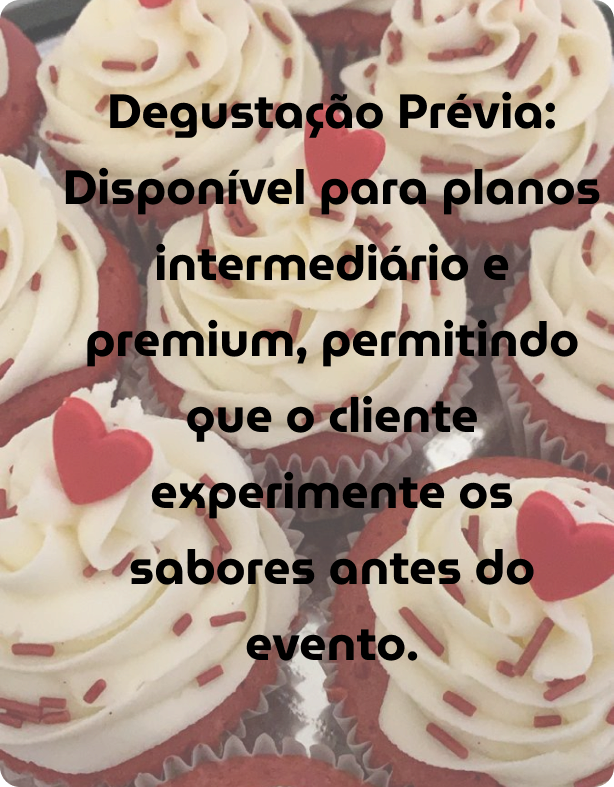 Degustação Prévia:
Disponível para planos
intermediário e
premium, permitindo
que o cliente
experimente os
sabores antes do
evento.